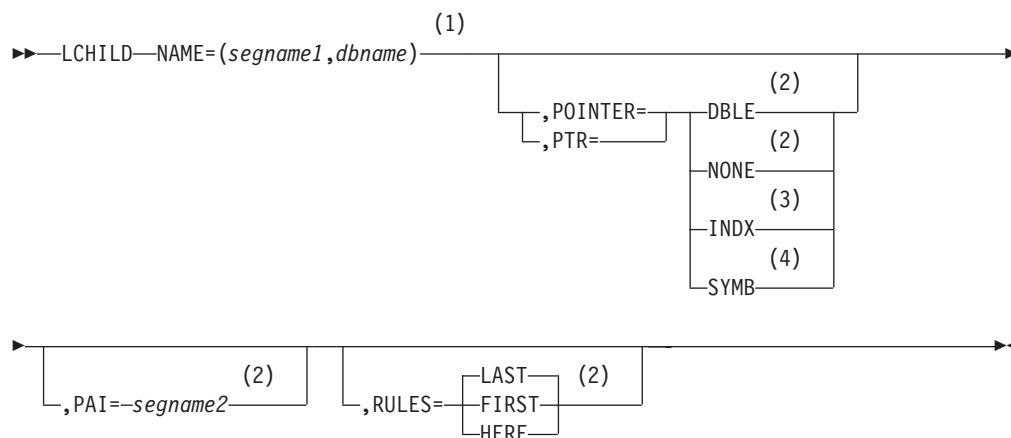 (1)
LCHILD NAME=(segname1,dbname)
(2)
,POINTER= DBLE
,PTR= (2)
NONE
(3)
INDX
(4)
SYMB
(2) LAST (2)
,PAI=segname2 ,RULES= FIRST
HERE